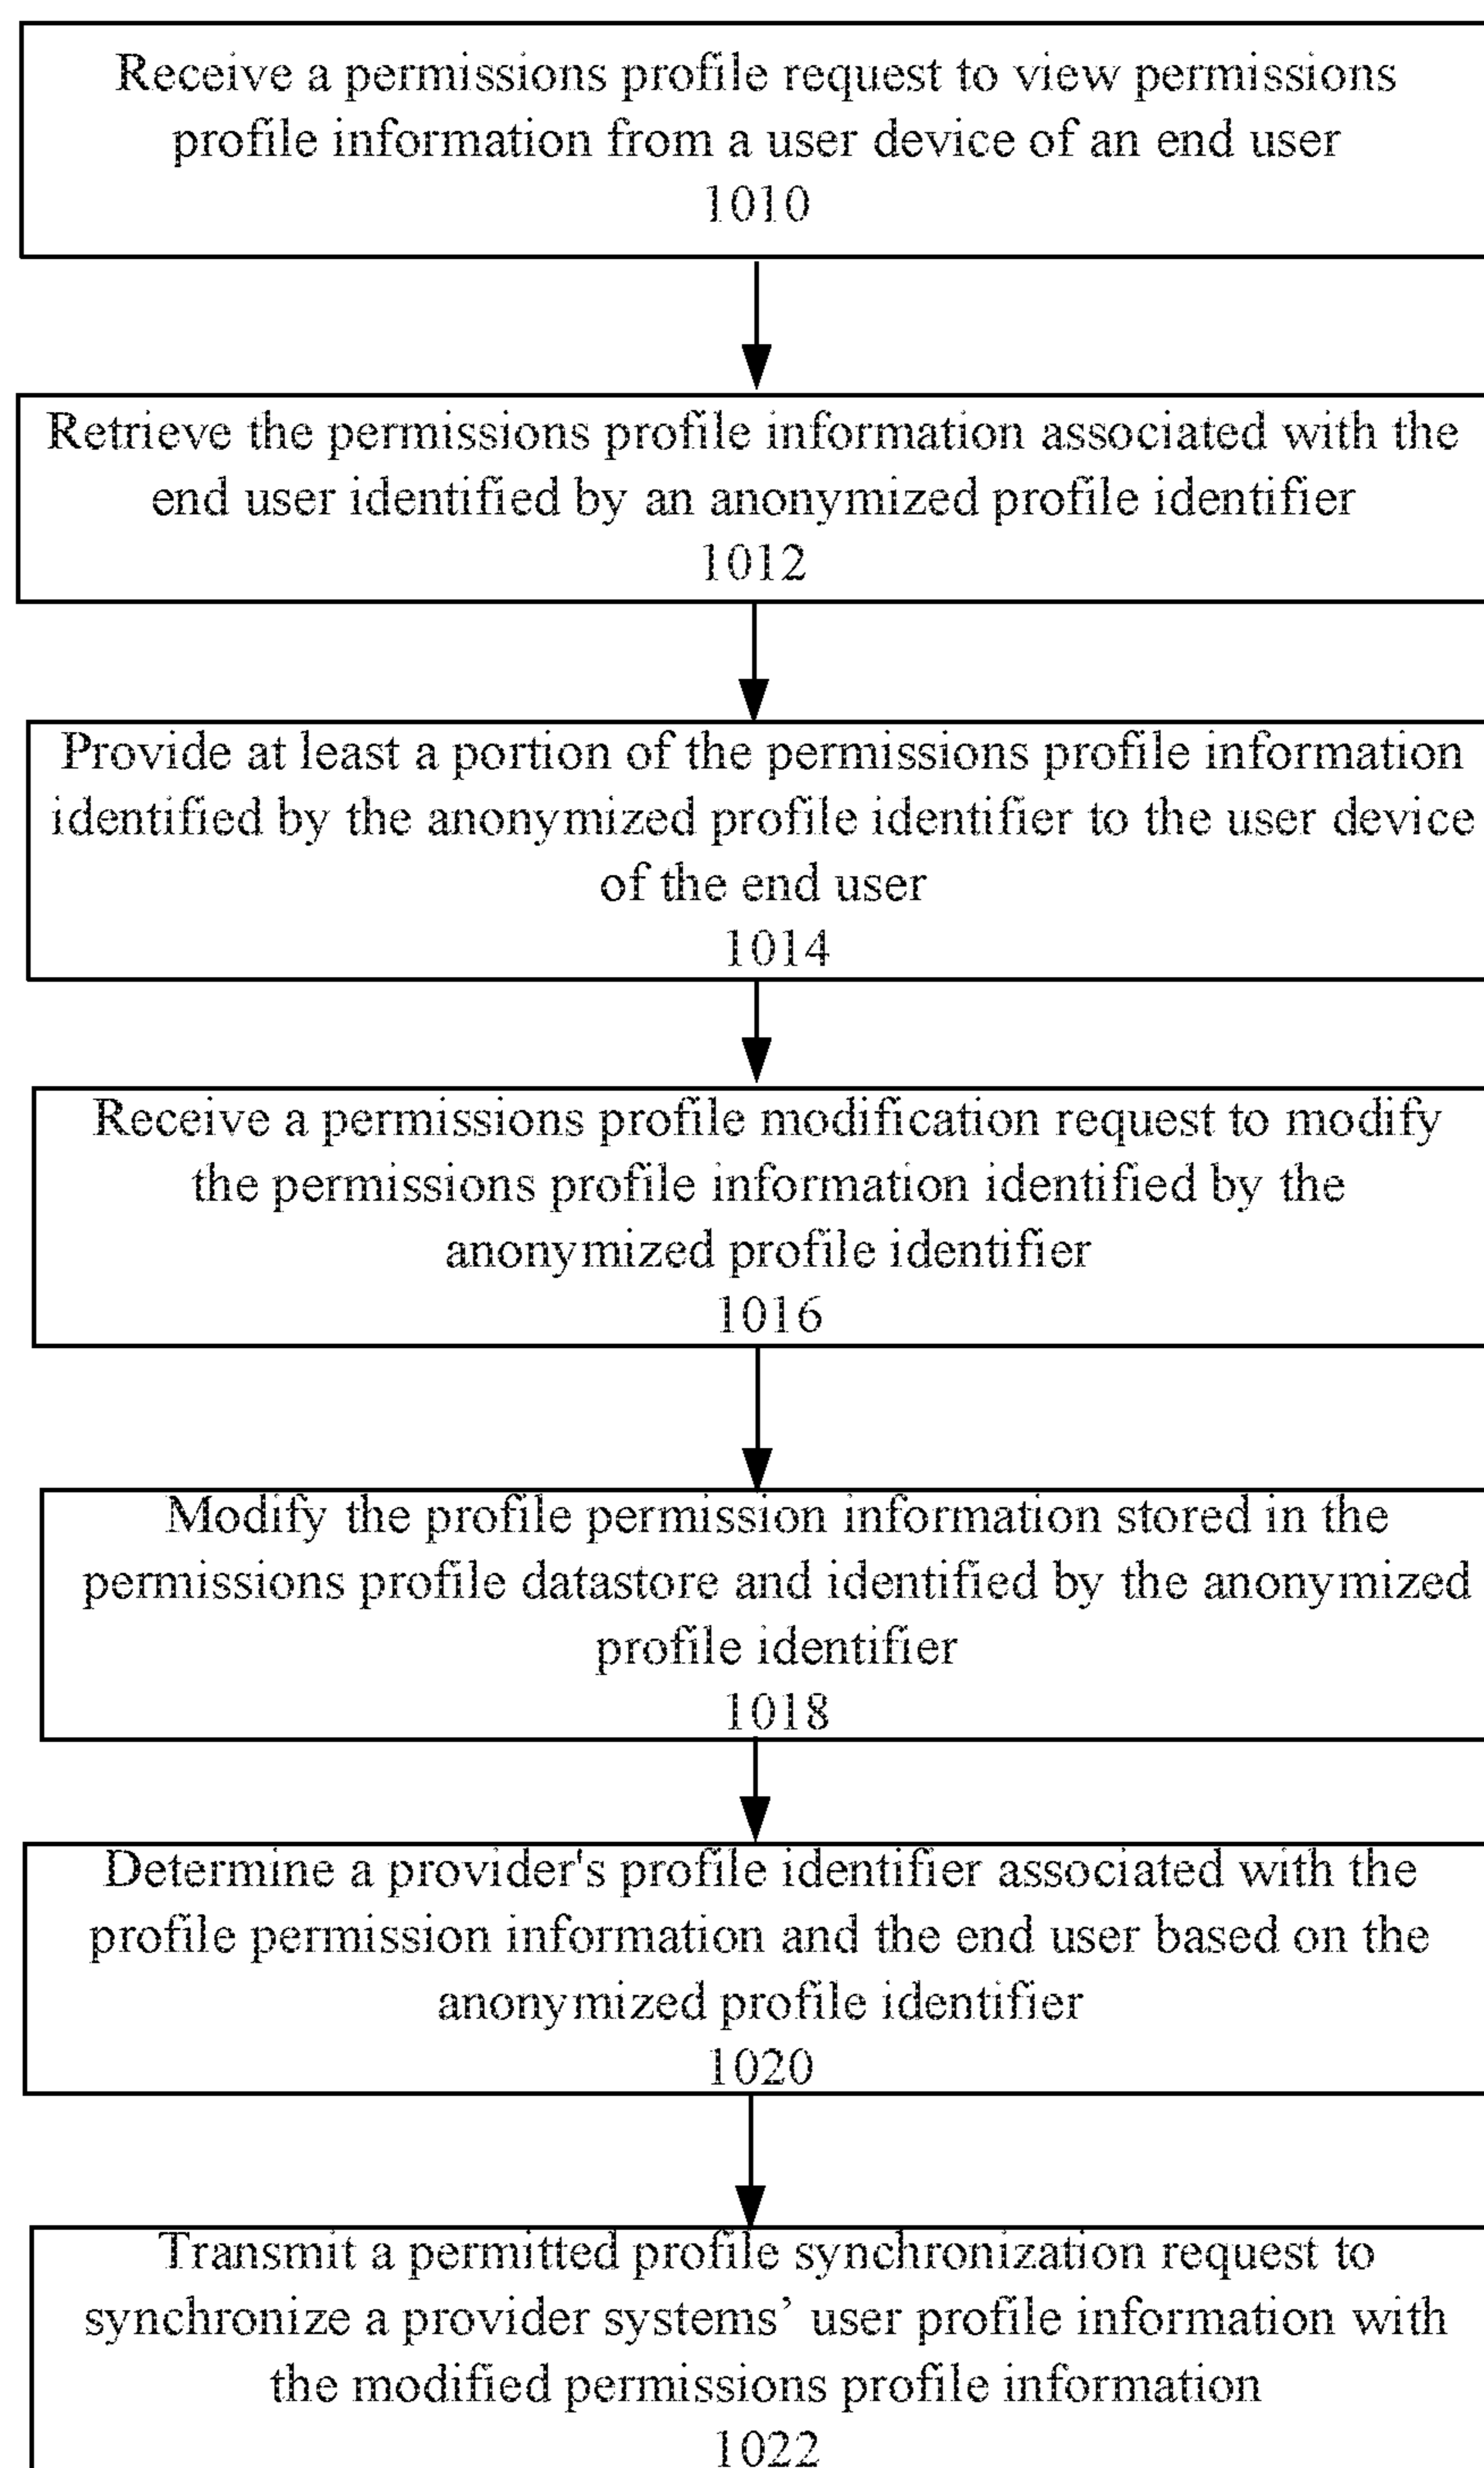 Receive a permissions profile request to view permissions
profile information from a user device of an end user
1010
Retrieve the permissions profile information associated with the
end user identified by an anonymized profile identifier
1012
Provide at least a portion of the permissions profile information
identified by the anonymized profile identifier to the user device
of the end user
1014
Receive a permissions profile modification request to modify
the permissions profile information identified by the
anonymized profile identifier
1016
Modify the profile permission information stored in the
permissions profile datastore and identified by the anonymized
profile identifier
1018
Determine a provider's profile identifier associated with the
profile permission information and the end user based on the
anonymized profile identifier
1020
Transmit a permitted profile synchronization request to
synchronize a provider systems’ user profile information with
the modified permissions profile information
1022